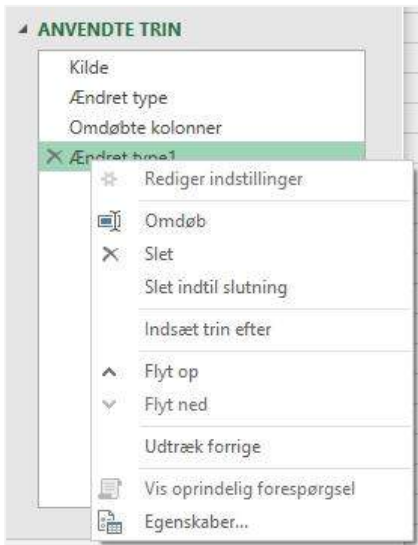 ANVENDTE TRIN
Kilde
Ændret type
Omdøbte kolonner
Ændret type1
Rediger indstillinger
Omdøb
Slet
Slet indtil slutning
Indsæt trin efter
Flyt op
Flyt ned
Udtræk forrige
Vis oprindelig forespørgsel
Egenskaber...